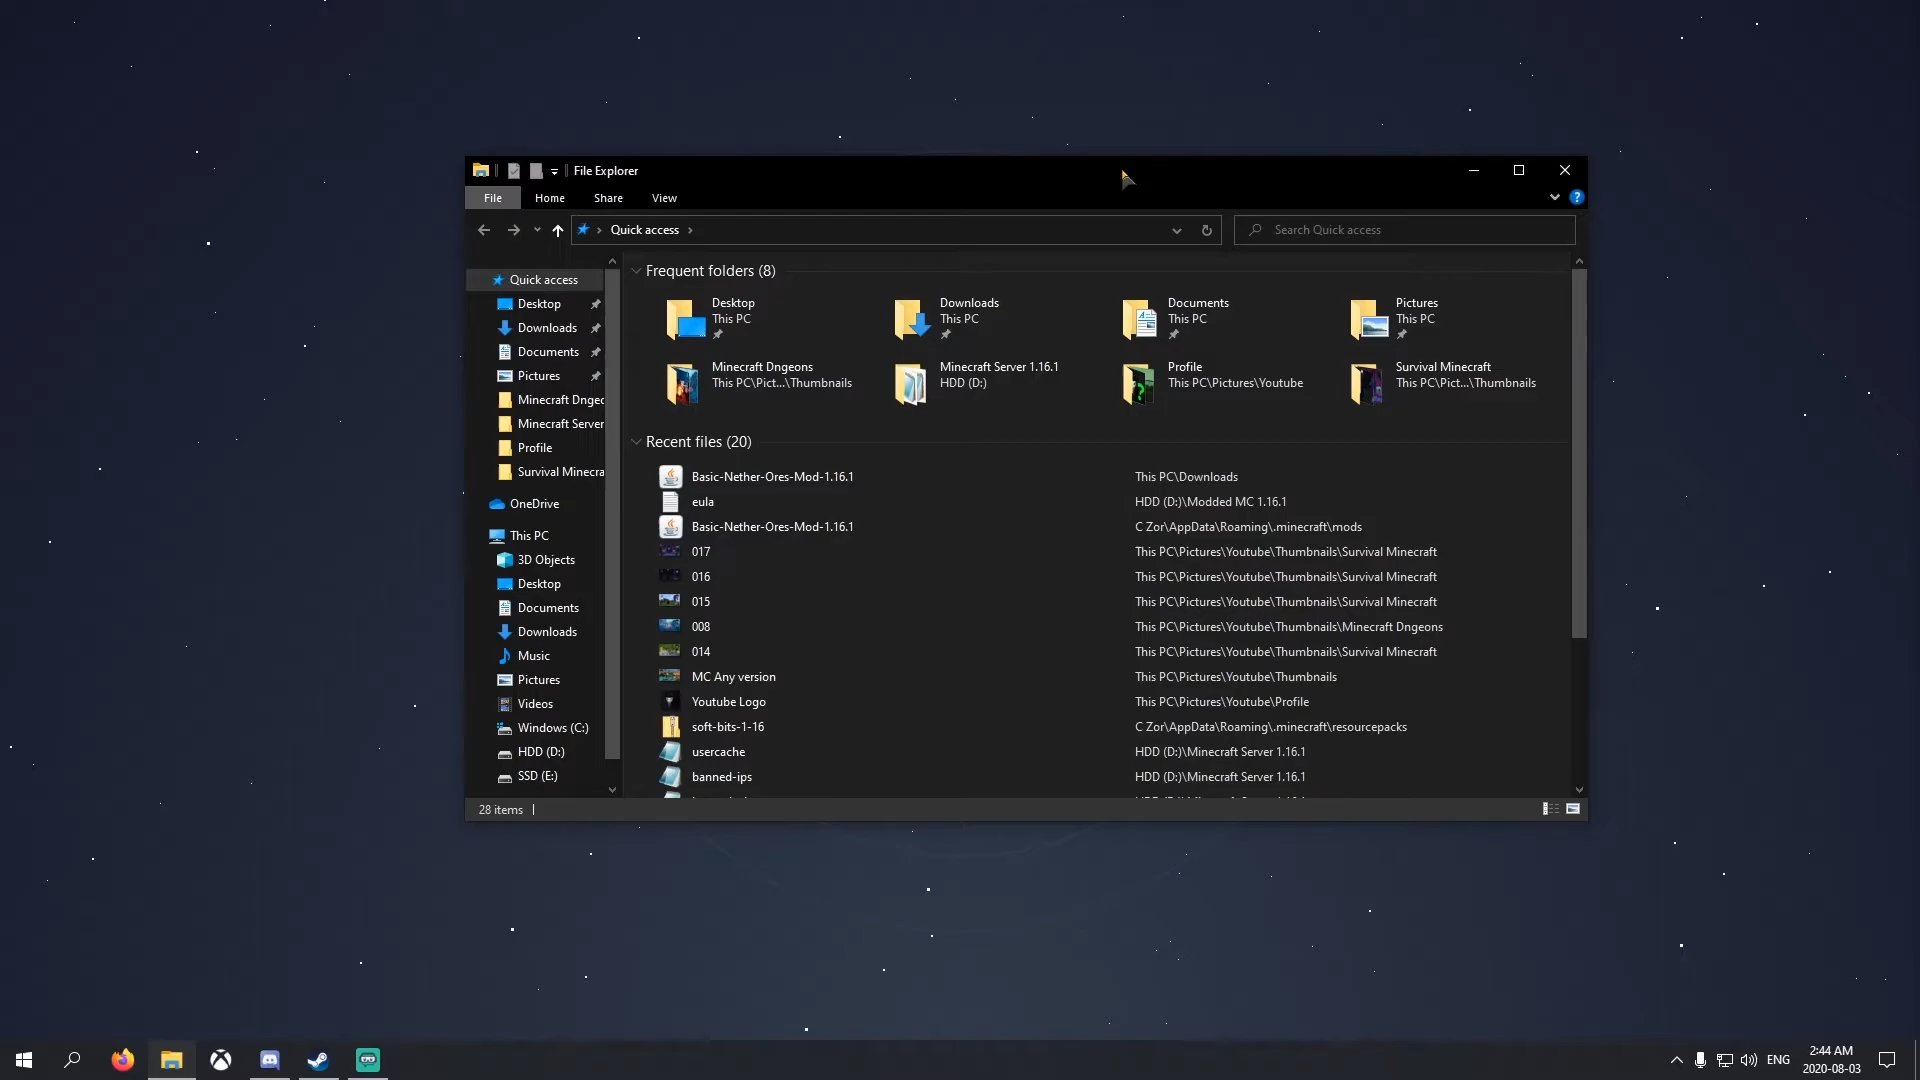 File Explorer
File
Home
Share
View
Quick access
Search Quick access
Quick access
Desktop
Downloads
Documents
Pictures
Minecraft Dngeo
Minecraft Server
Profile
Survival Minecra
OneDrive
This PC
3D Objects
Desktop
Documents
Downloads
Music
Pictures
Videos
Windows (C:)
HDD (D:)
SSD (E:)
Frequent folders (8)
Desktop
This PC
Downloads
This PC
Documents
This PC
Pictures
This PC
Minecraft Dngeons
This PC\Pict...\Thumbnails
Minecraft Server 1.16.1
HDD (D:)
Profile
This PC\Pictures\Youtube
Survival Minecraft
This PC\Pict...\Thumbnails
Recent files (20)
Basic-Nether-Ores-Mod-1.16.1 This PC\Downloads
eula HDD (D:)\Modded MC 1.16.1
Basic-Nether-Ores-Mod-1.16.1 C Zor\AppData\Roaming\.minecraft\mods
017 This PC\Pictures\Youtube\Thumbnails\Survival Minecraft
016 This PC\Pictures\Youtube\Thumbnails\Survival Minecraft
015 This PC\Pictures\Youtube\Thumbnails\Survival Minecraft
008 This PC\Pictures\Youtube\Thumbnails\Minecraft Dngeons
014 This PC\Pictures\Youtube\Thumbnails\Survival Minecraft
MC Any version This PC\Pictures\Youtube\Thumbnails
Youtube Logo This PC\Pictures\Youtube\Profile
soft-bits-1-16 C Zor\AppData\Roaming\.minecraft\resourcepacks
usercache HDD (D:)\Minecraft Server 1.16.1
banned-ips HDD (D:)\Minecraft Server 1.16.1
28 items
ENG
2:44 AM
2020-08-03